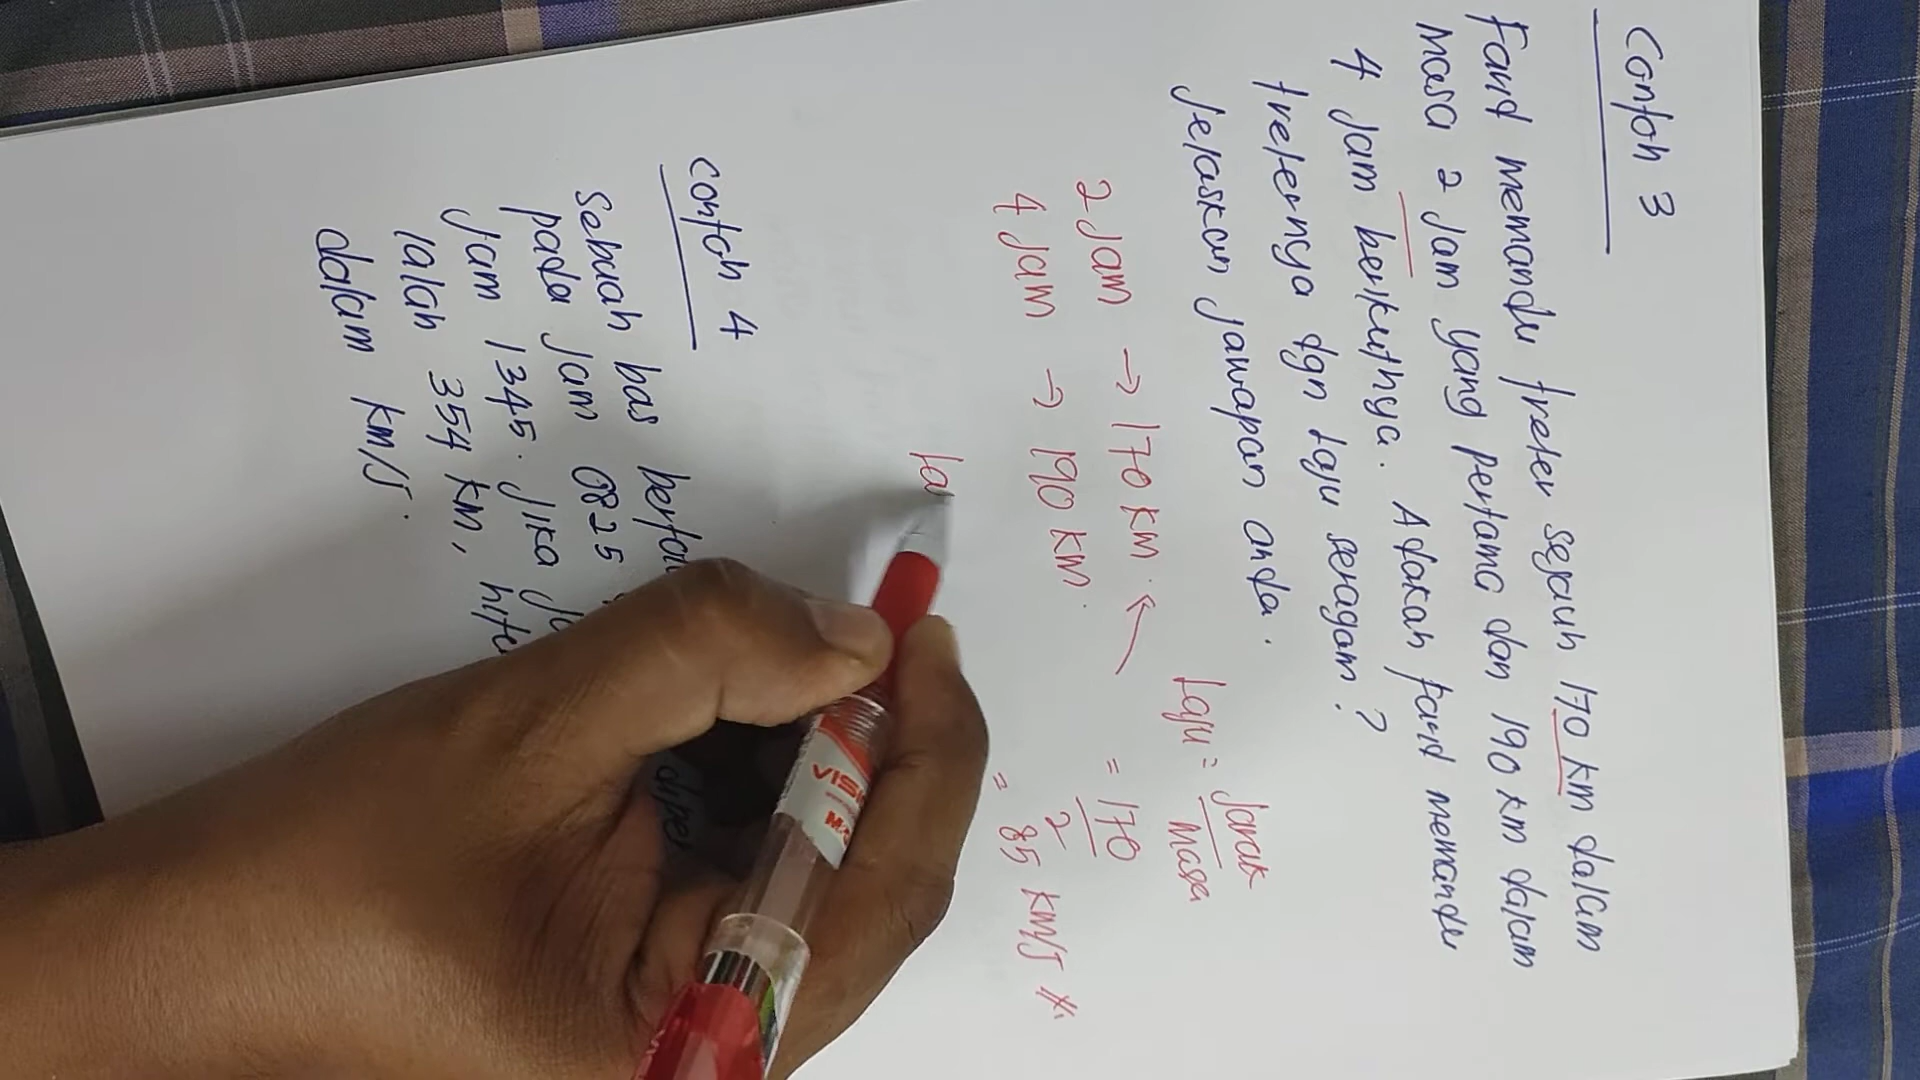 Contoh 3
Farid memandu treler sejauh 170 km dalam
masa 2 jam yang pertama dan 190 km dalam
4 jam berikutnya. Adakah farid memandu
trelernya dgn laju seragam?
Jelaskan jawapan anda.
laju = Jarak
Masa
2 jam → 170 km.
= 170
2
4 jam → 190 km.
= 85 km/j
la
Contoh 4
Sebuah bas
pada jam 0825
jam 1345. Jika
ialah 354 km,
dalam km/j.
VIS